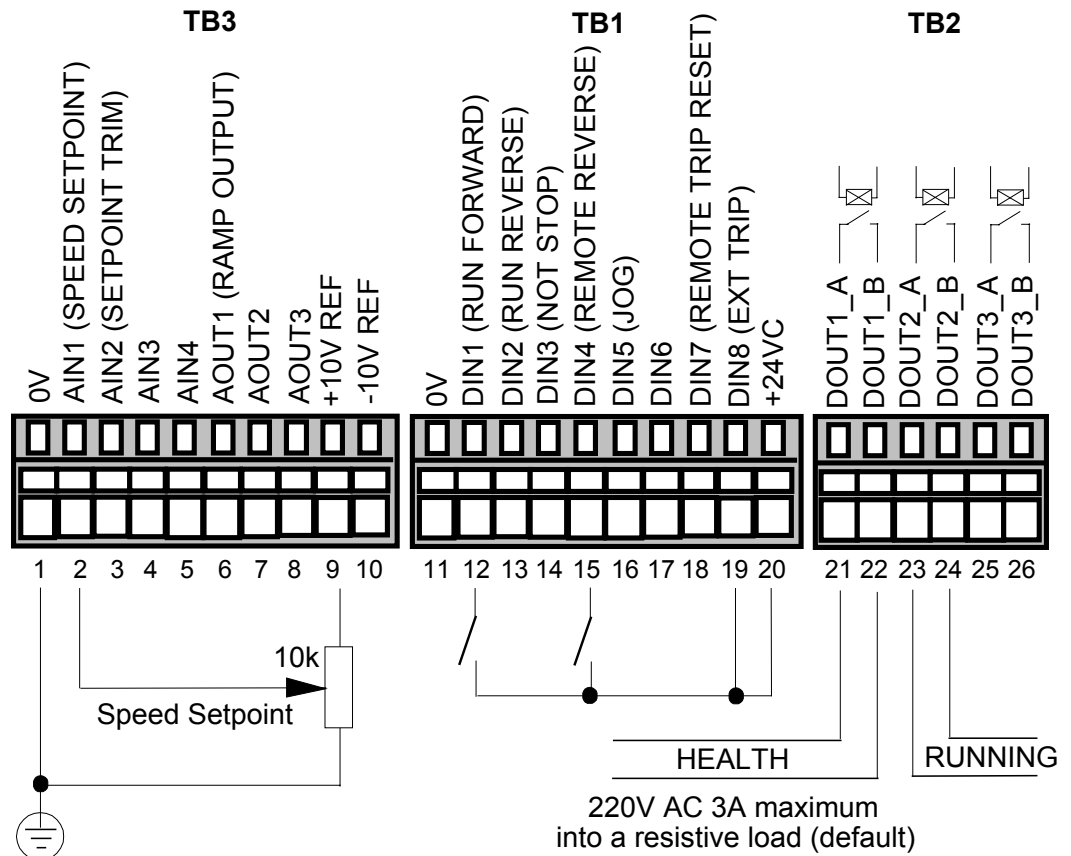 TB3
TB1
TB2
0V
AIN1 (SPEED SETPOINT)
AIN2 (SETPOINT TRIM)
AIN3
AIN4
AOUT1 (RAMP OUTPUT)
AOUT2
AOUT3
+10V REF
-10V REF
0V
DIN1 (RUN FORWARD)
DIN2 (RUN REVERSE)
DIN3 (NOT STOP)
DIN4 (REMOTE REVERSE)
DIN5 (JOG)
DIN6
DIN7 (REMOTE TRIP RESET)
DIN8 (EXT TRIP)
+24VC
DOUT1_A
DOUT1_B
DOUT2_A
DOUT2_B
DOUT3_A
DOUT3_B
1 2 3 4 5 6 7 8 9 10
11 12 13 14 15 16 17 18 19 20
21 22 23 24 25 26
10k
Speed Setpoint
HEALTH
RUNNING
220V AC 3A maximum
into a resistive load (default)